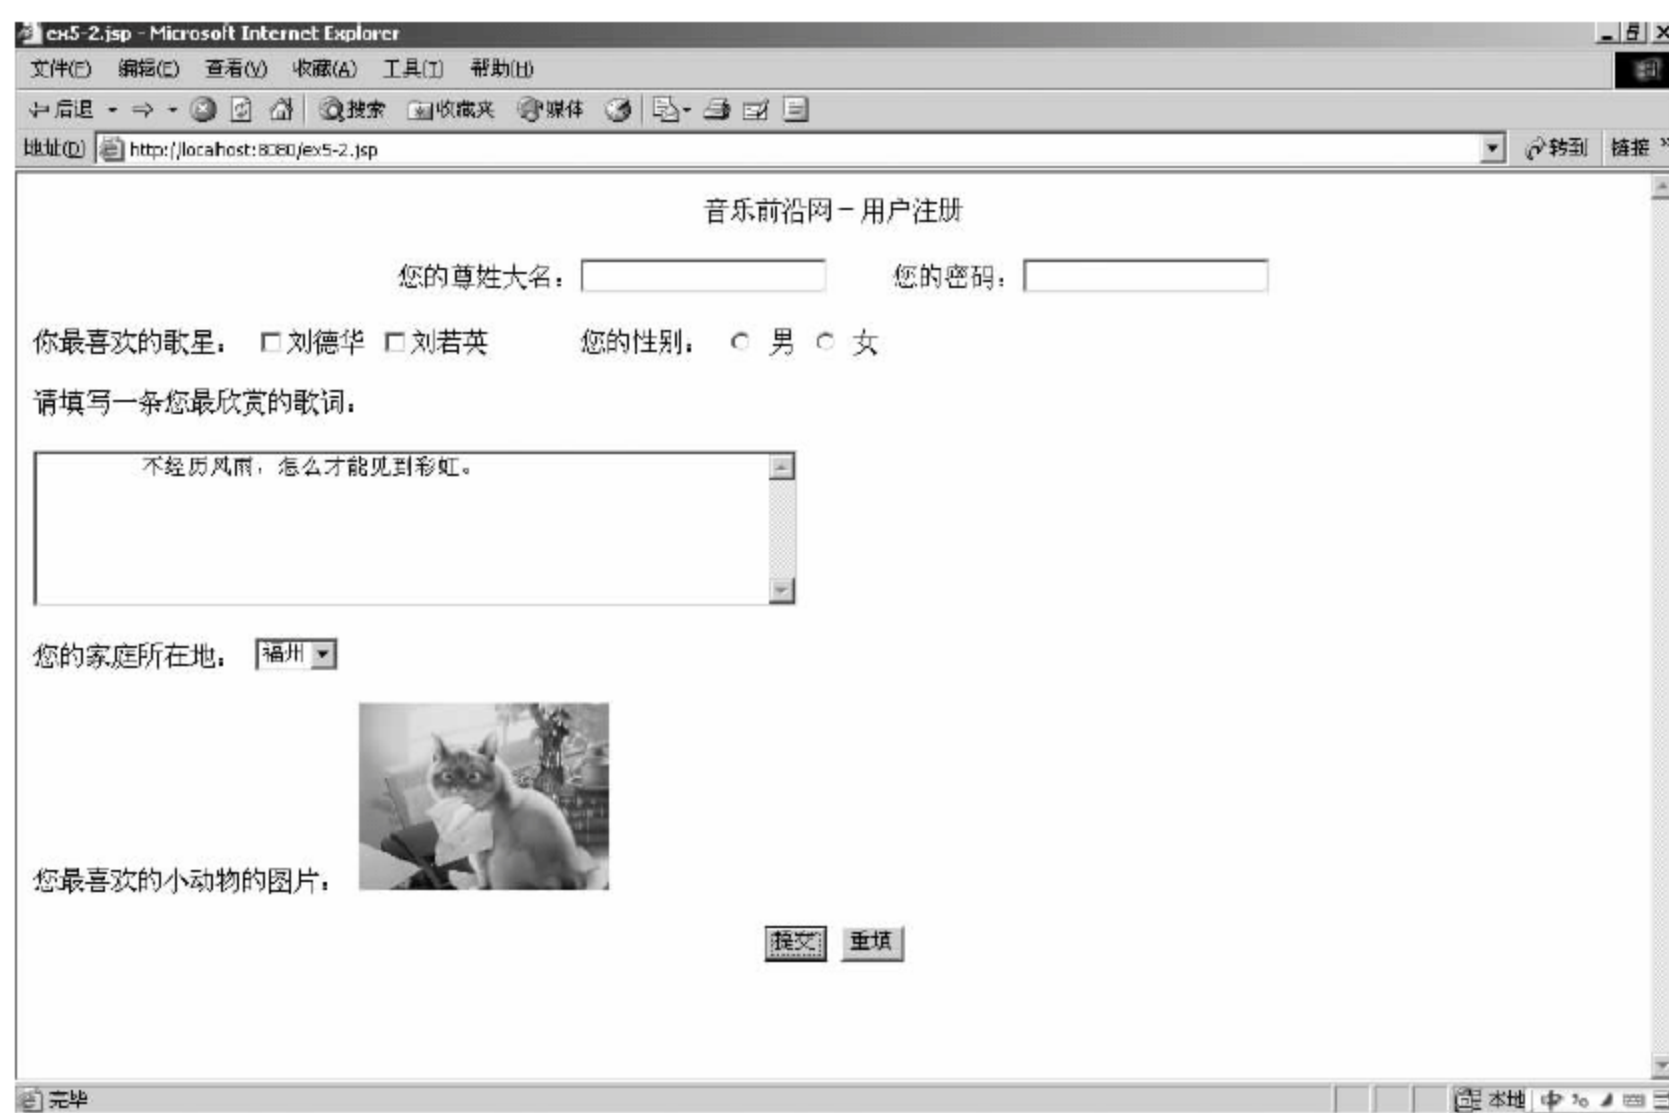 ex5-2.jsp - Microsoft Internet Explorer
文件(F) 编辑(E) 查看(V) 收藏(A) 工具(T) 帮助(H)
后退 搜索 收藏夹 媒体
地址(D) http://localhost:8080/ex5-2.jsp 转到 链接 »
音乐前沿网-用户注册
您的尊姓大名： 您的密码：
你最喜欢的歌星： 刘德华 刘若英 您的性别： 男 女
请填写一条您最欣赏的歌词：
不经历风雨，怎么才能见到彩虹。
您的家庭所在地： 福州
您最喜欢的小动物的图片：
提交 重填
完毕 本地 中